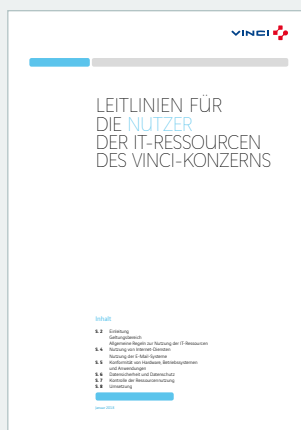 VINCI
LEITLINIEN FÜR
DIE NUTZER
DER IT-RESSOURCEN
DES VINCI-KONZERNS
Inhalt
S. 2 Einleitung
Geltungsbereich
Allgemeine Regeln zur Nutzung der IT-Ressourcen
S. 4 Nutzung von Internet-Diensten
Nutzung der E-Mail-Systeme
S. 5 Konformität von Hardware, Betriebssystemen
und Anwendungen
S. 6 Datensicherheit und Datenschutz
S. 7 Kontrolle der Ressourcennutzung
S. 8 Umsetzung